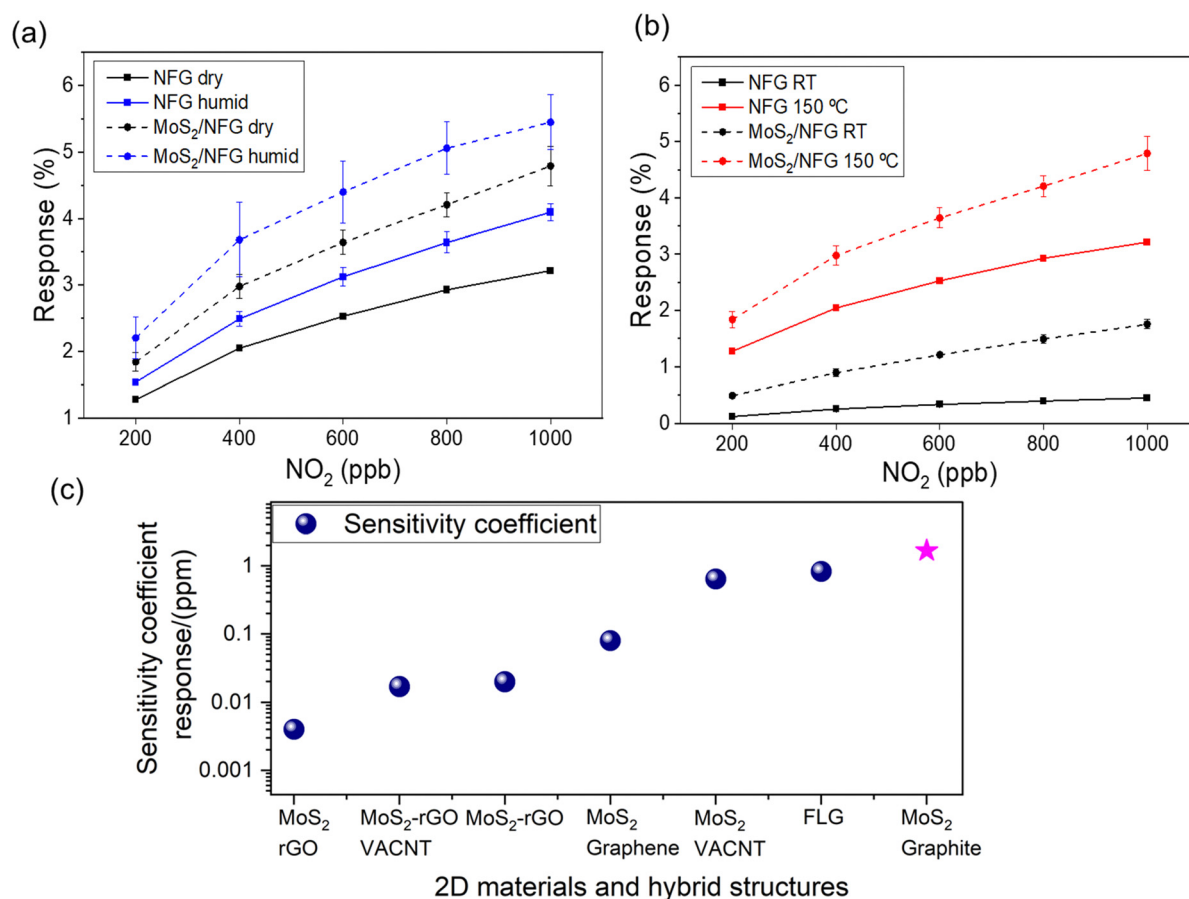 (a)
NFG dry
NFG humid
MoS₂/NFG dry
MoS₂/NFG humid
6
5
4
3
2
1
Response (%)
200 400 600 800 1000
NO₂ (ppb)
(b)
NFG RT
NFG 150 ºC
MoS₂/NFG RT
MoS₂/NFG 150 ºC
6
5
4
3
2
1
0
Response (%)
200 400 600 800 1000
NO₂ (ppb)
(c)
Sensitivity coefficient
Sensitivity coefficient
response/(ppm)
1
0.1
0.01
0.001
MoS₂ MoS₂-rGO MoS₂-rGO MoS₂ MoS₂ FLG MoS₂
rGO VACNT Graphene VACNT Graphite
2D materials and hybrid structures